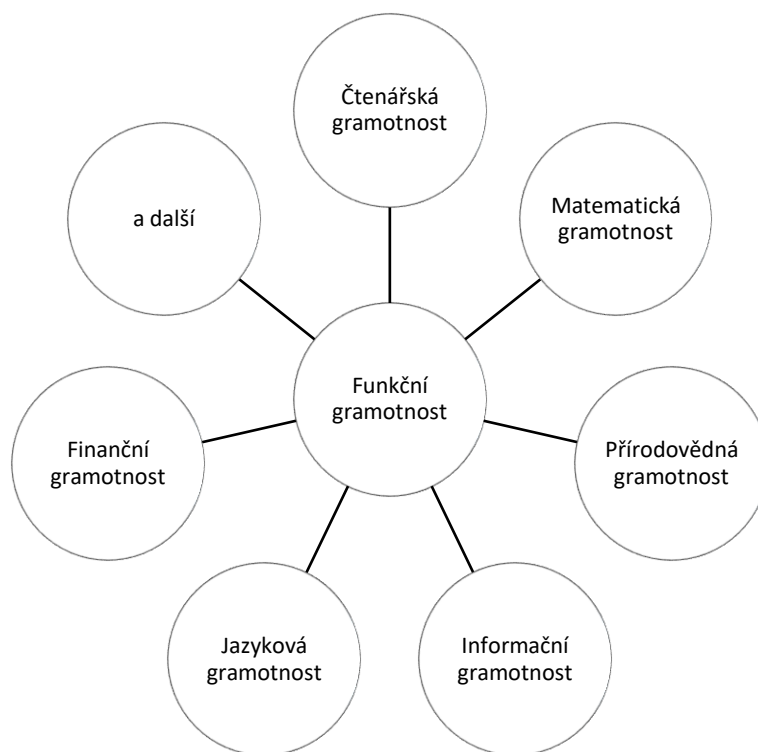 Čtenářská
gramotnost
a další
Matematická
gramotnost
Funkční
gramotnost
Finanční
gramotnost
Přírodovědná
gramotnost
Jazyková
gramotnost
Informační
gramotnost